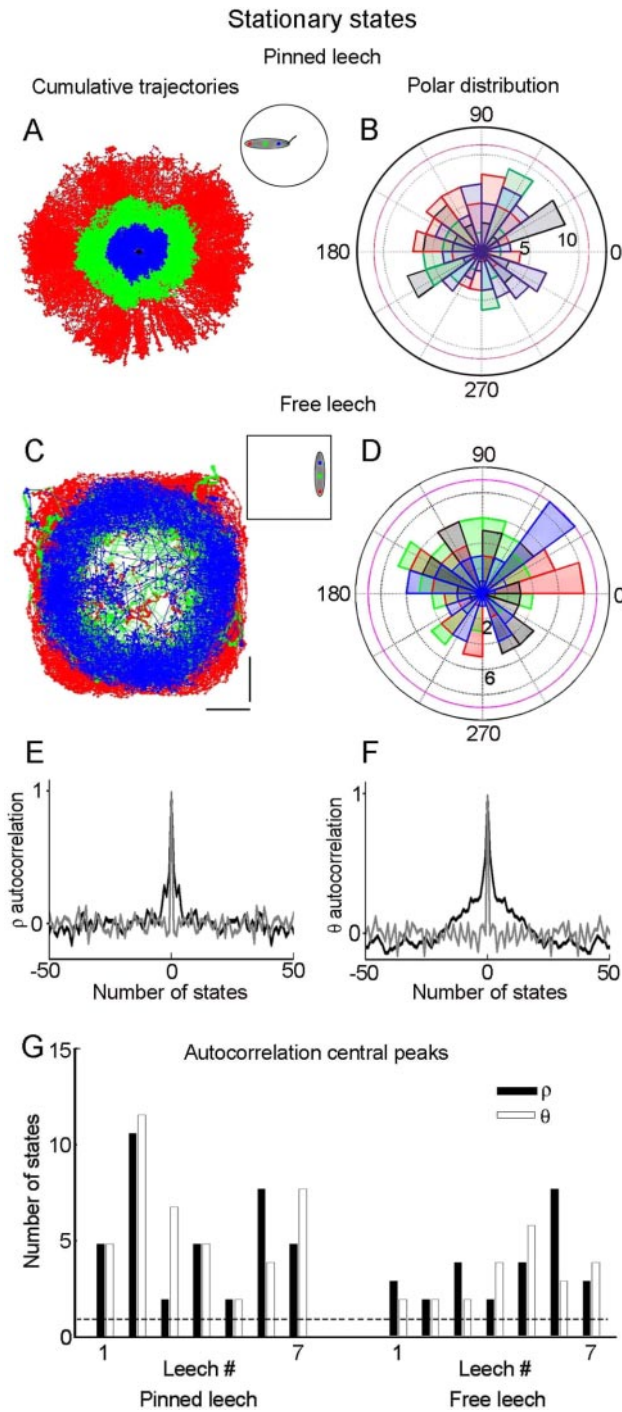 Stationary states
Pinned leech
Cumulative trajectories
Polar distribution
A
B
90
180
5
10
0
270
Free leech
C
D
90
180
0
2
6
270
E
F
1
ρ autocorrelation
0
-50
0
50
Number of states
1
θ autocorrelation
0
-50
0
50
Number of states
G
Autocorrelation central peaks
15
10
5
0
Number of states
ρ
θ
1
Leech #
7
1
Leech #
7
Pinned leech
Free leech